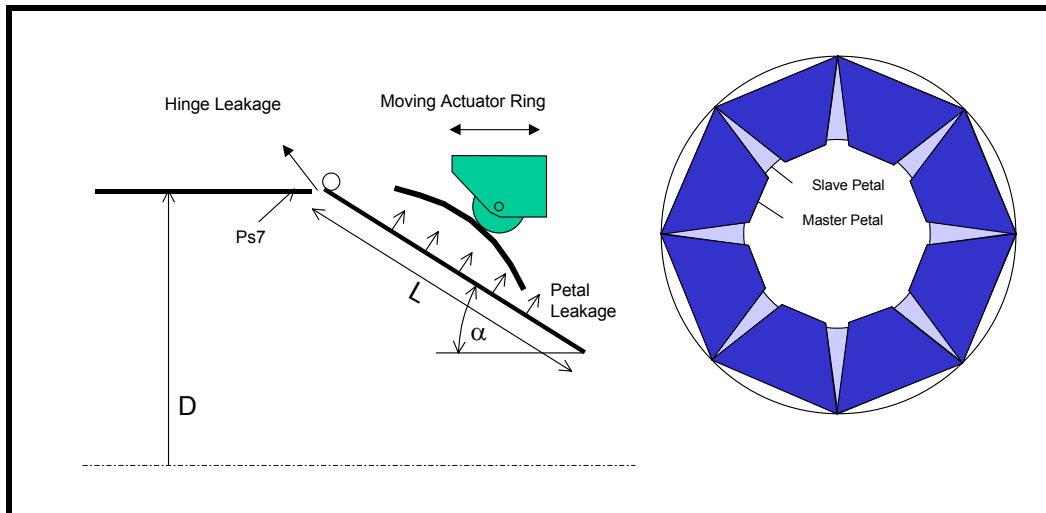 Hinge Leakage
Moving Actuator Ring
Ps7
L
α
Petal
Leakage
D
Slave Petal
Master Petal